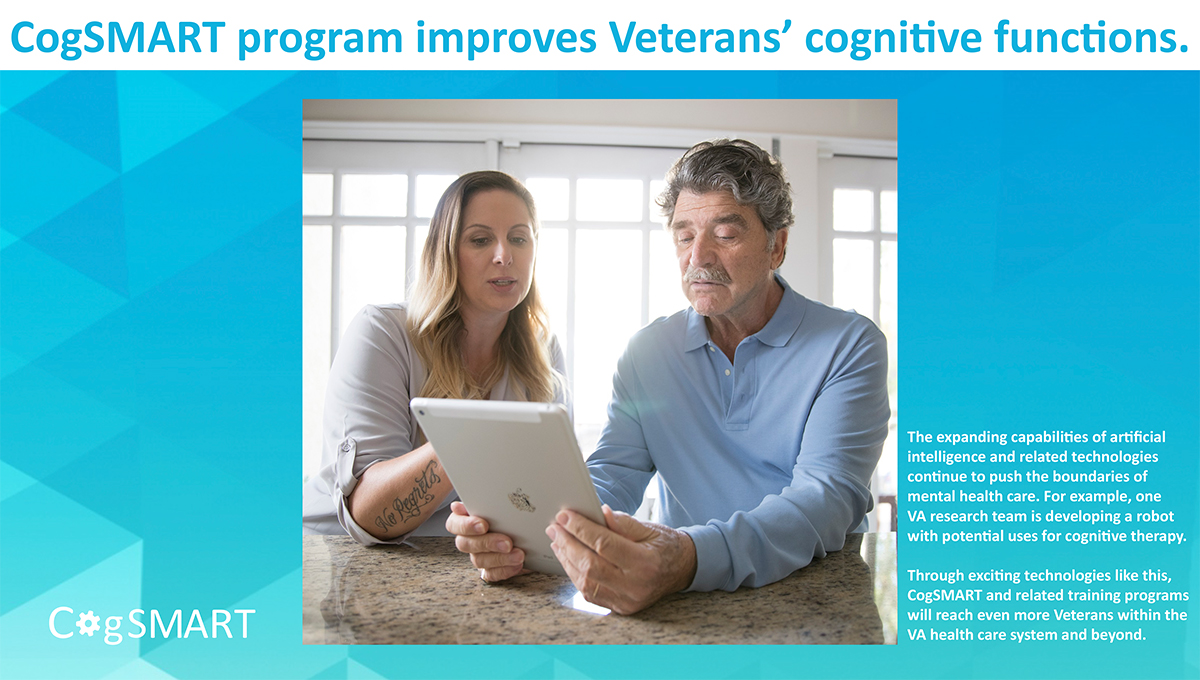 CogSMART program improves Veterans’ cognitive functions.
No Regrets
The expanding capabilities of artificial
intelligence and related technologies
continue to push the boundaries of
mental health care. For example, one
VA research team is developing a robot
with potential uses for cognitive therapy.
Through exciting technologies like this,
CogSMART and related training programs
will reach even more Veterans within the
VA health care system and beyond.
CogSMART